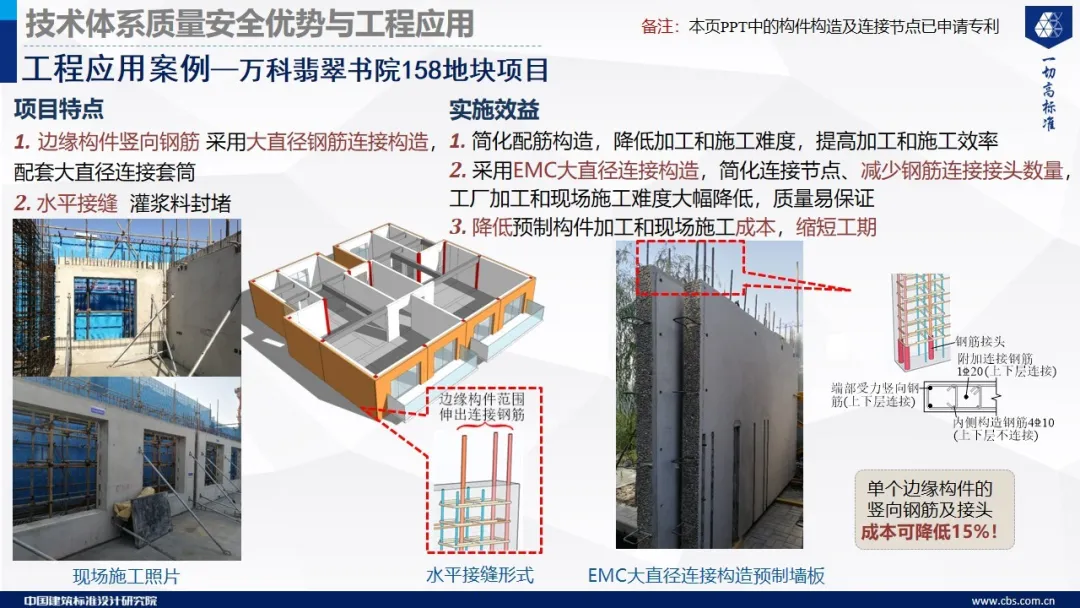 技术体系质量安全优势与工程应用
备注：本页PPT中的构件构造及连接节点已申请专利
一切高标准
工程应用案例—万科翡翠书院158地块项目
项目特点
1. 边缘构件竖向钢筋 采用大直径钢筋连接构造，
配套大直径连接套筒
2. 水平接缝 灌浆料封堵
实施效益
1. 简化配筋构造，降低加工和施工难度，提高加工和施工效率
2. 采用EMC大直径连接构造，简化连接节点、减少钢筋连接接头数量，
工厂加工和现场施工难度大幅降低，质量易保证
3. 降低预制构件加工和现场施工成本，缩短工期
边缘构件范围
伸出连接钢筋
钢筋接头
附加连接钢筋
1Φ20(上下层连接)
端部受力竖向钢
筋(上下层连接)
内侧构造钢筋4Φ10
(上下层不连接)
单个边缘构件的
竖向钢筋及接头
成本可降低15%！
现场施工照片
水平接缝形式
EMC大直径连接构造预制墙板
中国建筑标准设计研究院
www.cbs.com.cn